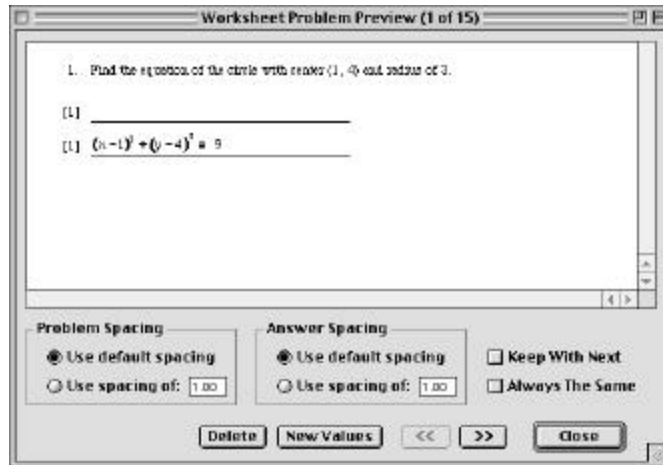 Worksheet Problem Preview (1 of 15)
1. Find the equation of the circle with center (1, 4) and radius of 3.
[1]
[1] (x-1)² + (y-4)² = 9
Problem Spacing
Answer Spacing
Use default spacing
Use default spacing
Keep With Next
Use spacing of: 1.00
Use spacing of: 1.00
Always The Same
Delete New Values << >> Close